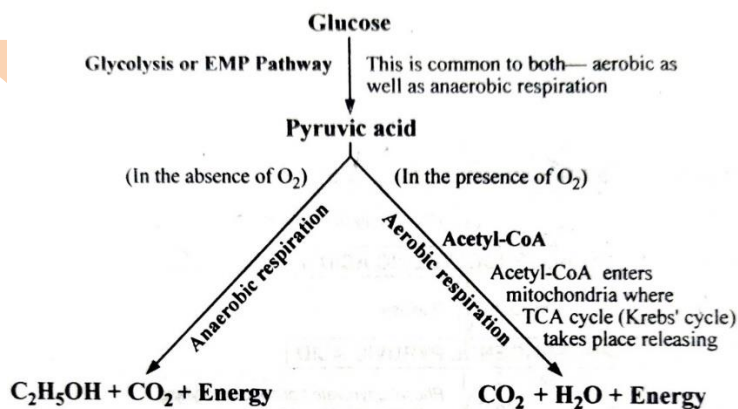 Glucose
Glycolysis or EMP Pathway
This is common to both— aerobic as
well as anaerobic respiration
Pyruvic acid
(In the absence of O₂)
(In the presence of O₂)
Anaerobic respiration
Aerobic respiration
Acetyl-CoA
Acetyl-CoA enters
mitochondria where
TCA cycle (Krebs' cycle)
takes place releasing
C₂H₅OH + CO₂ + Energy
CO₂ + H₂O + Energy